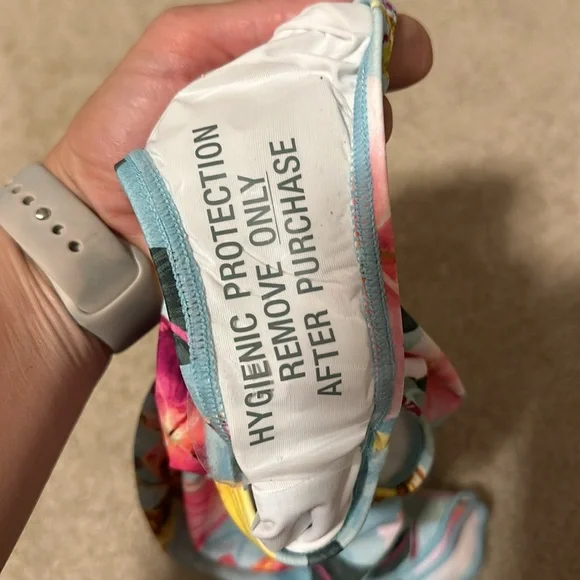 HYGIENIC PROTECTION
REMOVE ONLY
AFTER PURCHASE